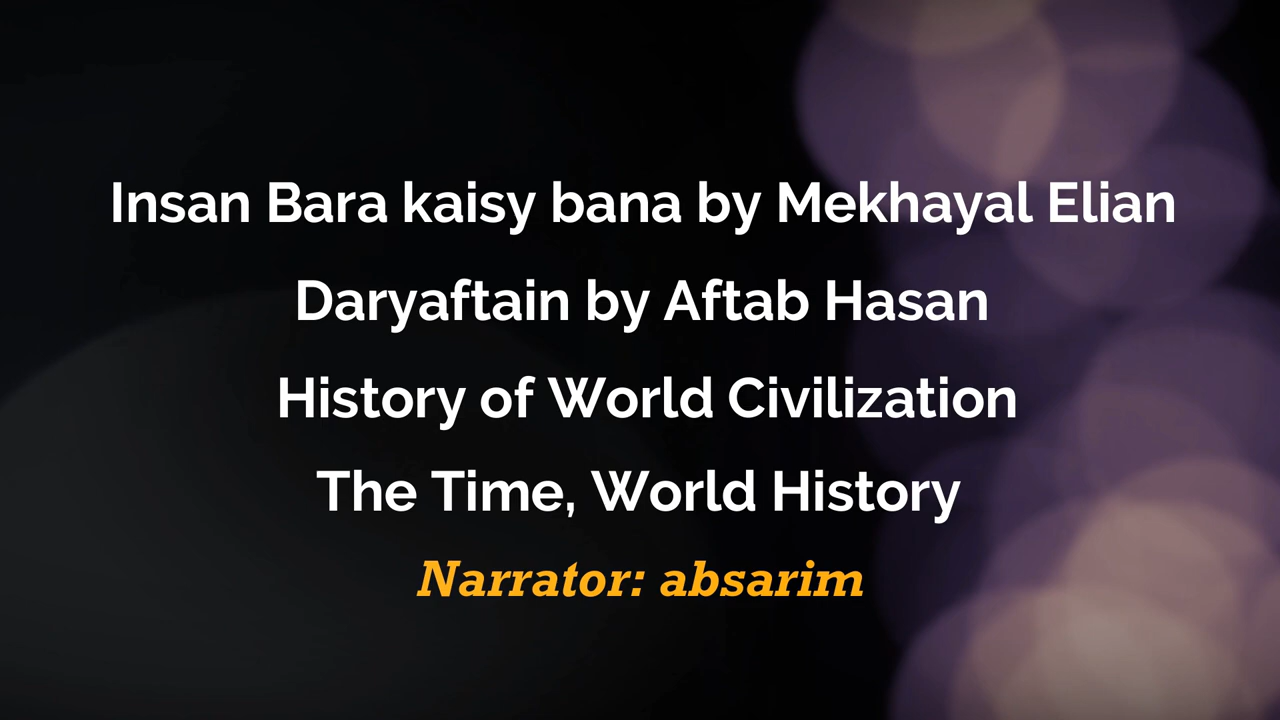 Insan Bara kaisy bana by Mekhayal Elian
Daryaftain by Aftab Hasan
History of World Civilization
The Time, World History
Narrator: absarim